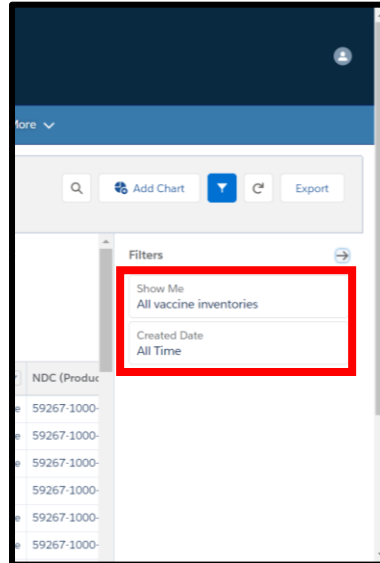 More
Add Chart
Export
Filters
Show Me
All vaccine inventories
Created Date
All Time
NDC (Produc
e 59267-1000-
e 59267-1000-
e 59267-1000-
59267-1000-
e 59267-1000-
e 59267-1000-